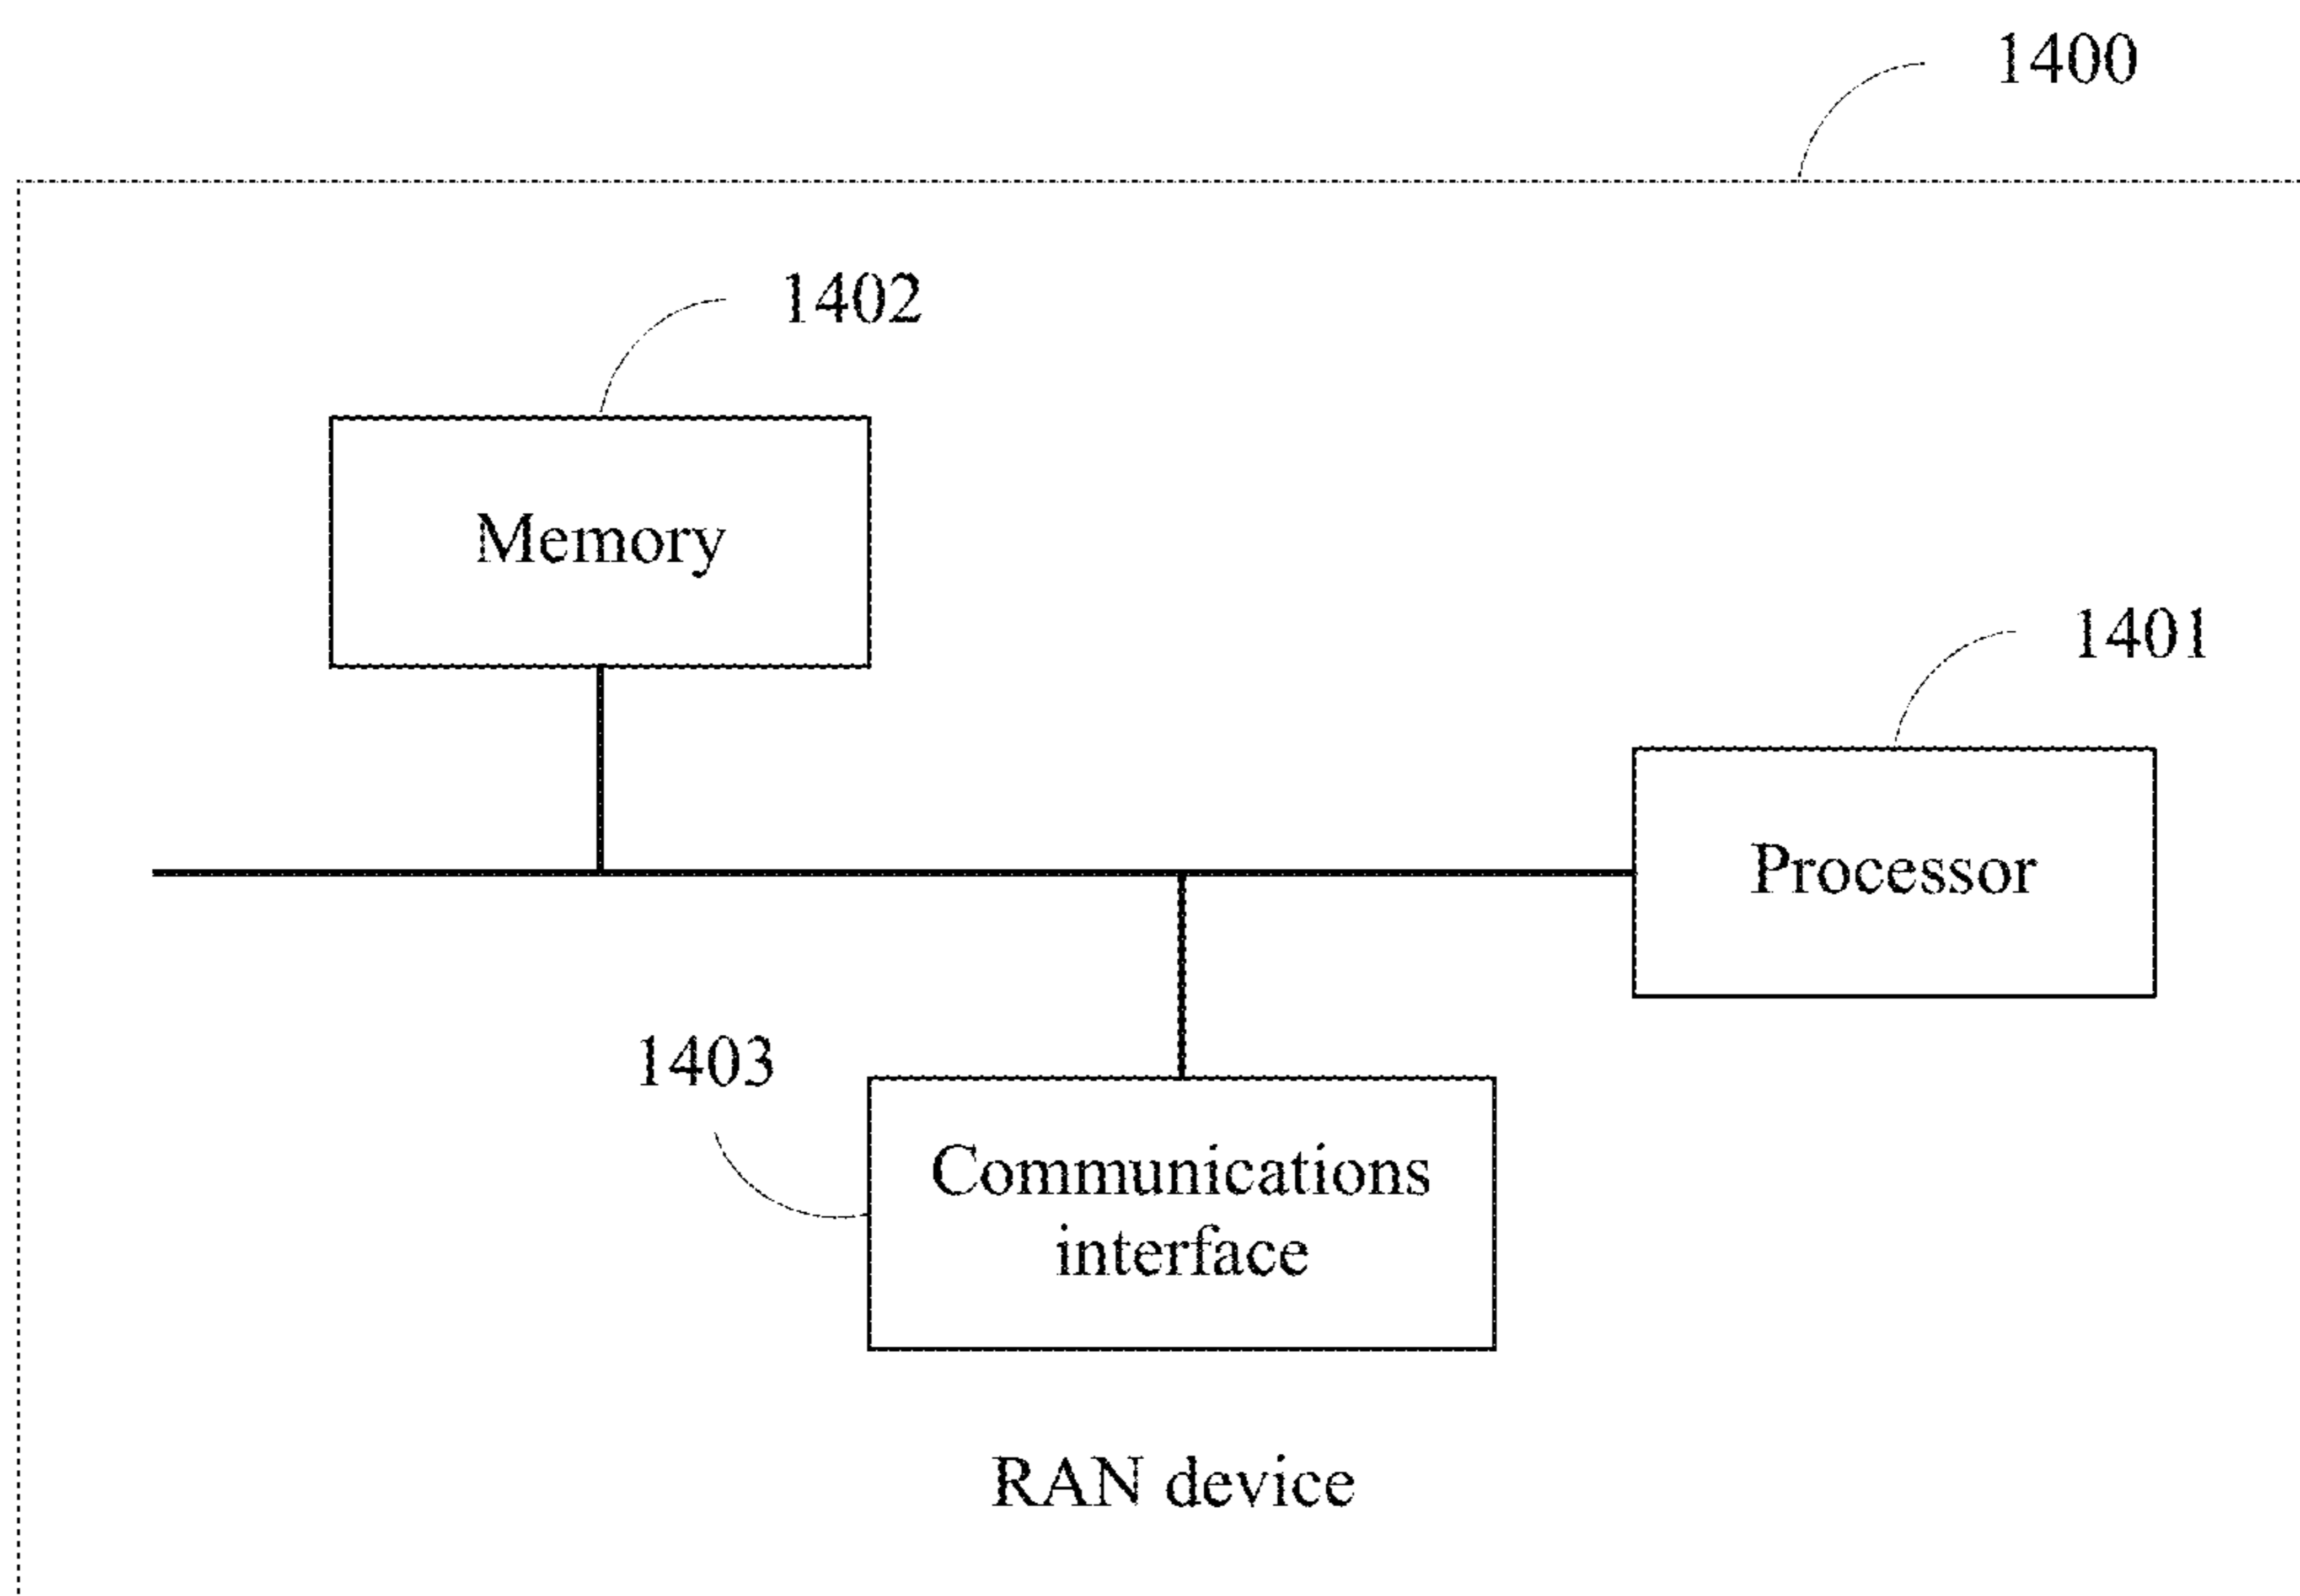 1400
1402
Memory
1401
Processor
1403
Communications
interface
RAN device